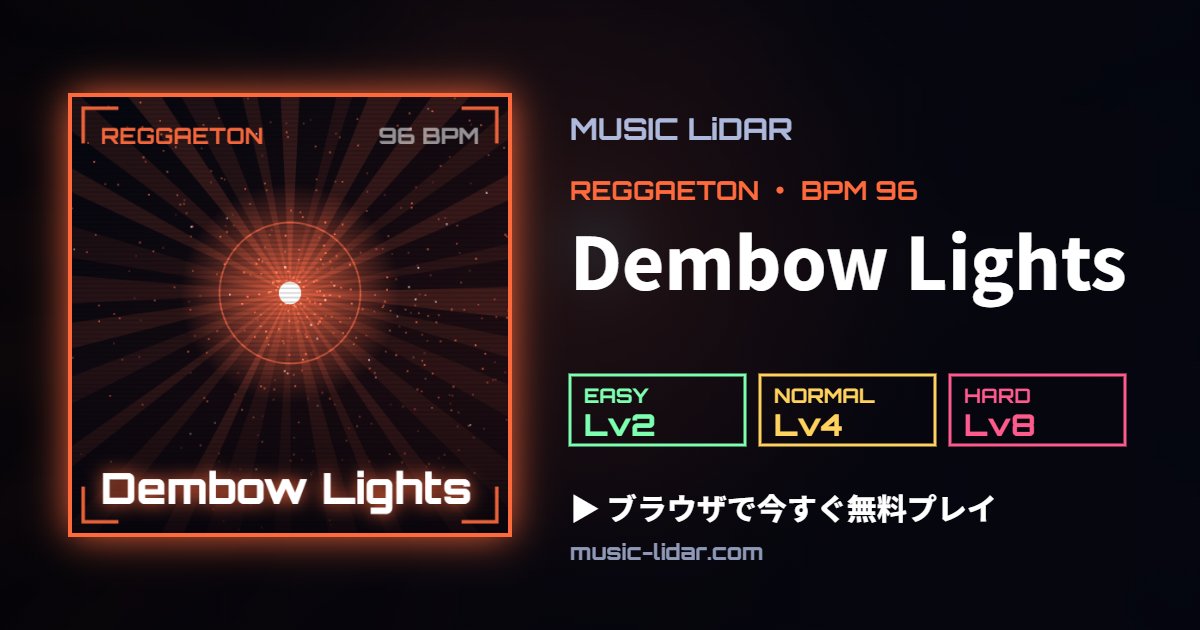 REGGAETON
96 BPM
Dembow Lights
MUSIC LiDAR
REGGAETON • BPM 96
Dembow Lights
EASY
Lv2
NORMAL
Lv4
HARD
Lv8
▶ ブラウザで今すぐ無料プレイ
music-lidar.com